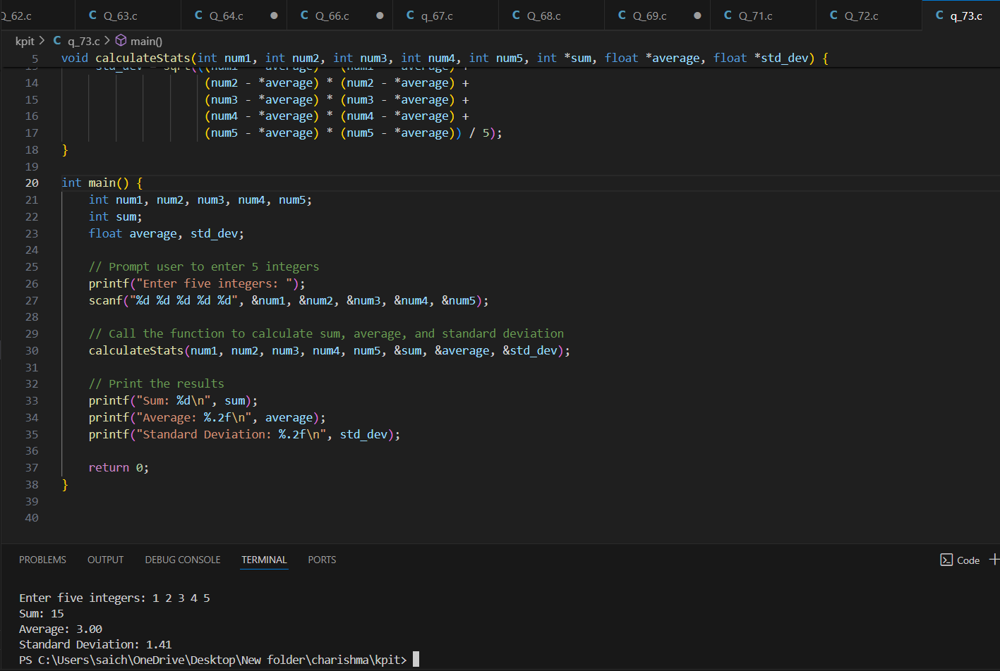 Q_62.c C Q_63.c C Q_64.c C Q_66.c C q_67.c C Q_68.c C Q_69.c C Q_71.c C Q_72.c C q_73.c
kpit > C q_73.c > main()
5 void calculateStats(int num1, int num2, int num3, int num4, int num5, int *sum, float *average, float *std_dev) {
14 (num2 - *average) * (num2 - *average) +
15 (num3 - *average) * (num3 - *average) +
16 (num4 - *average) * (num4 - *average) +
17 (num5 - *average) * (num5 - *average)) / 5);
18 }
19
20 int main() {
21 int num1, num2, num3, num4, num5;
22 int sum;
23 float average, std_dev;
24
25 // Prompt user to enter 5 integers
26 printf("Enter five integers: ");
27 scanf("%d %d %d %d %d", &num1, &num2, &num3, &num4, &num5);
28
29 // Call the function to calculate sum, average, and standard deviation
30 calculateStats(num1, num2, num3, num4, num5, &sum, &average, &std_dev);
31
32 // Print the results
33 printf("Sum: %d\n", sum);
34 printf("Average: %.2f\n", average);
35 printf("Standard Deviation: %.2f\n", std_dev);
36
37 return 0;
38 }
39
40
PROBLEMS OUTPUT DEBUG CONSOLE TERMINAL PORTS Code
Enter five integers: 1 2 3 4 5
Sum: 15
Average: 3.00
Standard Deviation: 1.41
PS C:\Users\saich\OneDrive\Desktop\New folder\charishma\kpit>